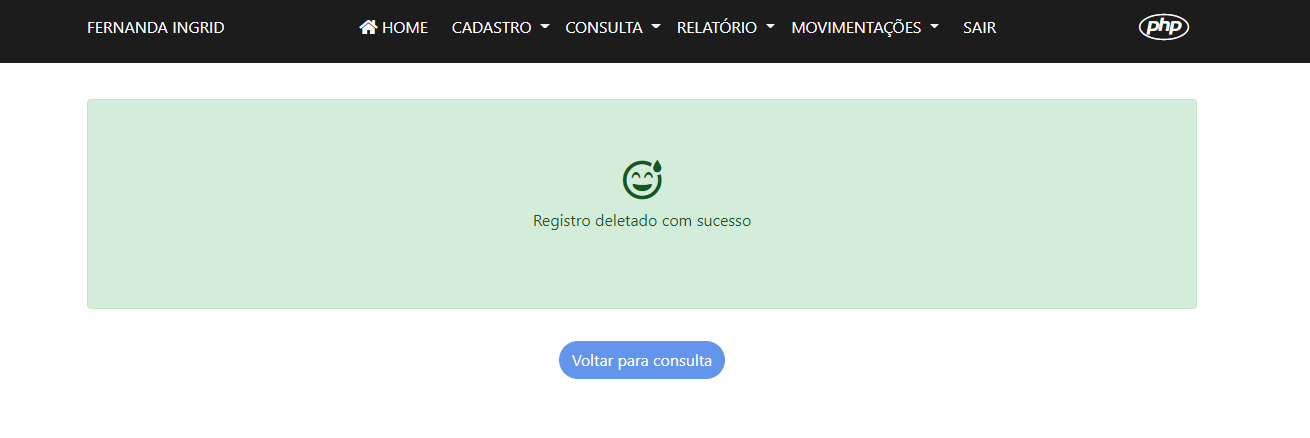 FERNANDA INGRID HOME CADASTRO CONSULTA RELATÓRIO MOVIMENTAÇÕES SAIR php
Registro deletado com sucesso
Voltar para consulta